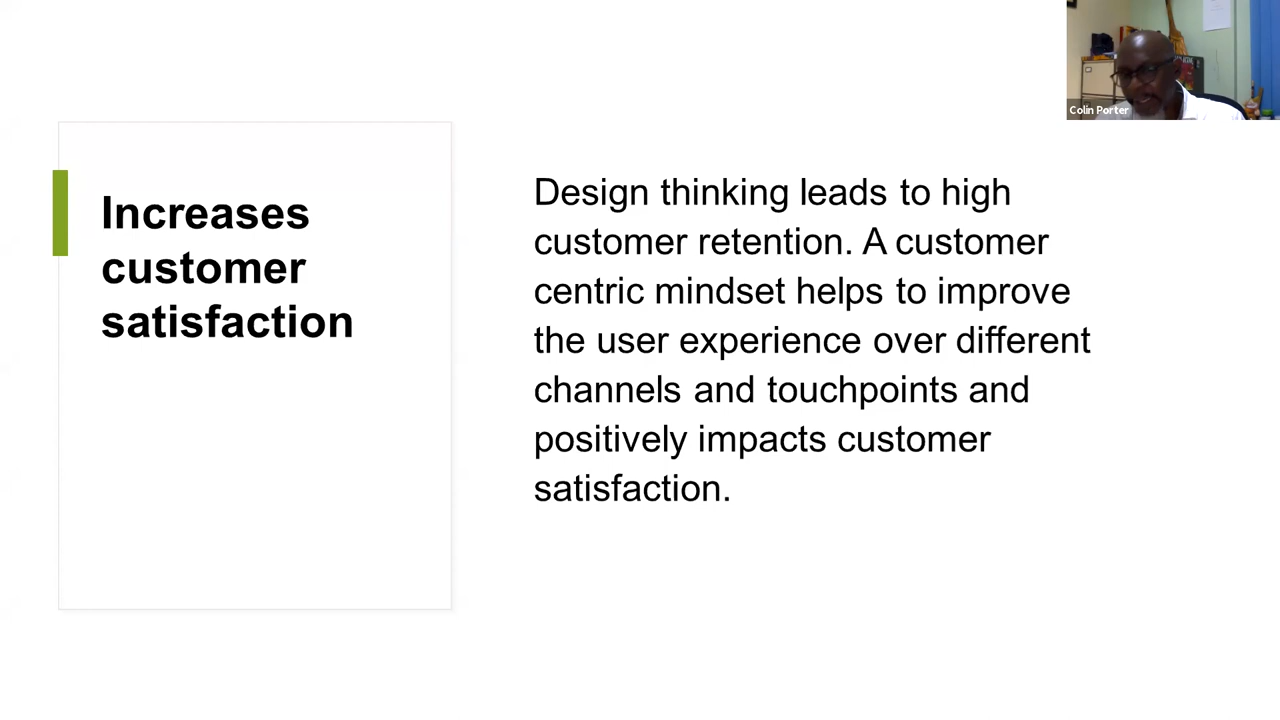 Colin Porter
Increases
customer
satisfaction
Design thinking leads to high
customer retention. A customer
centric mindset helps to improve
the user experience over different
channels and touchpoints and
positively impacts customer
satisfaction.